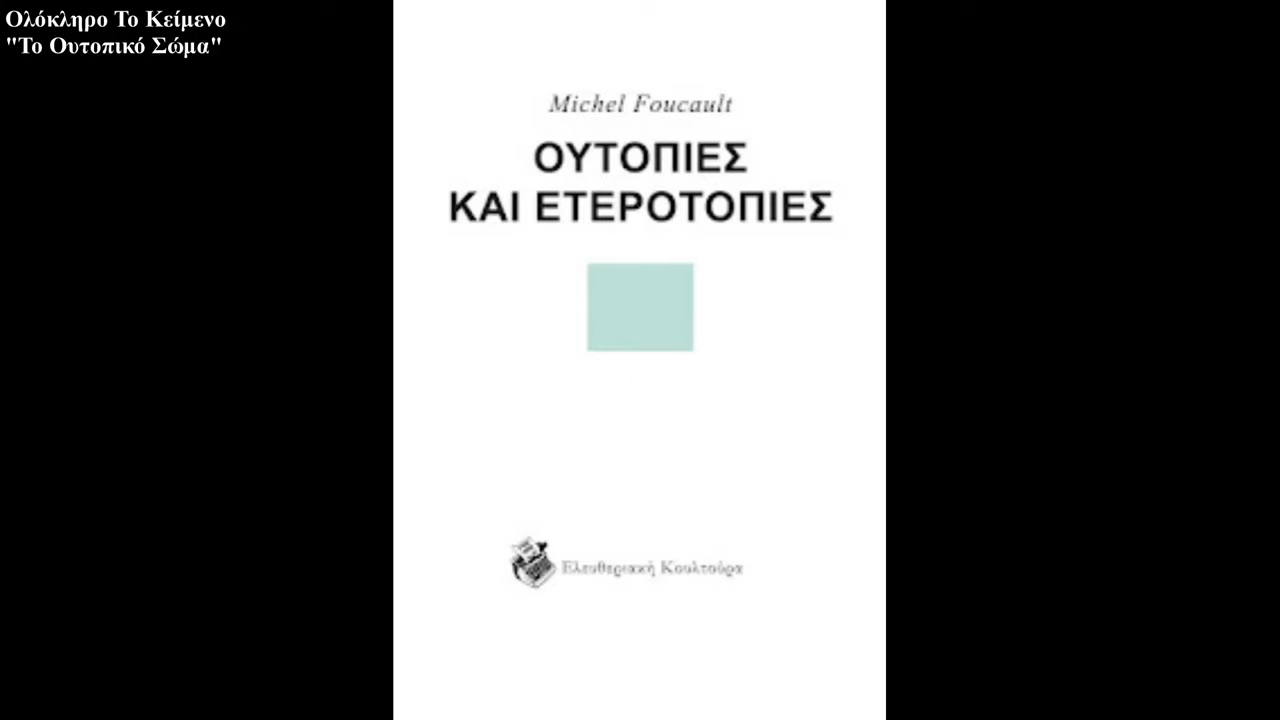 Ολόκληρο Το Κείμενο
"Το Ουτοπικό Σώμα"
Michel Foucault
ΟΥΤΟΠΙΕΣ
ΚΑΙ ΕΤΕΡΟΤΟΠΙΕΣ
Ελευθεριακή Κουλτούρα